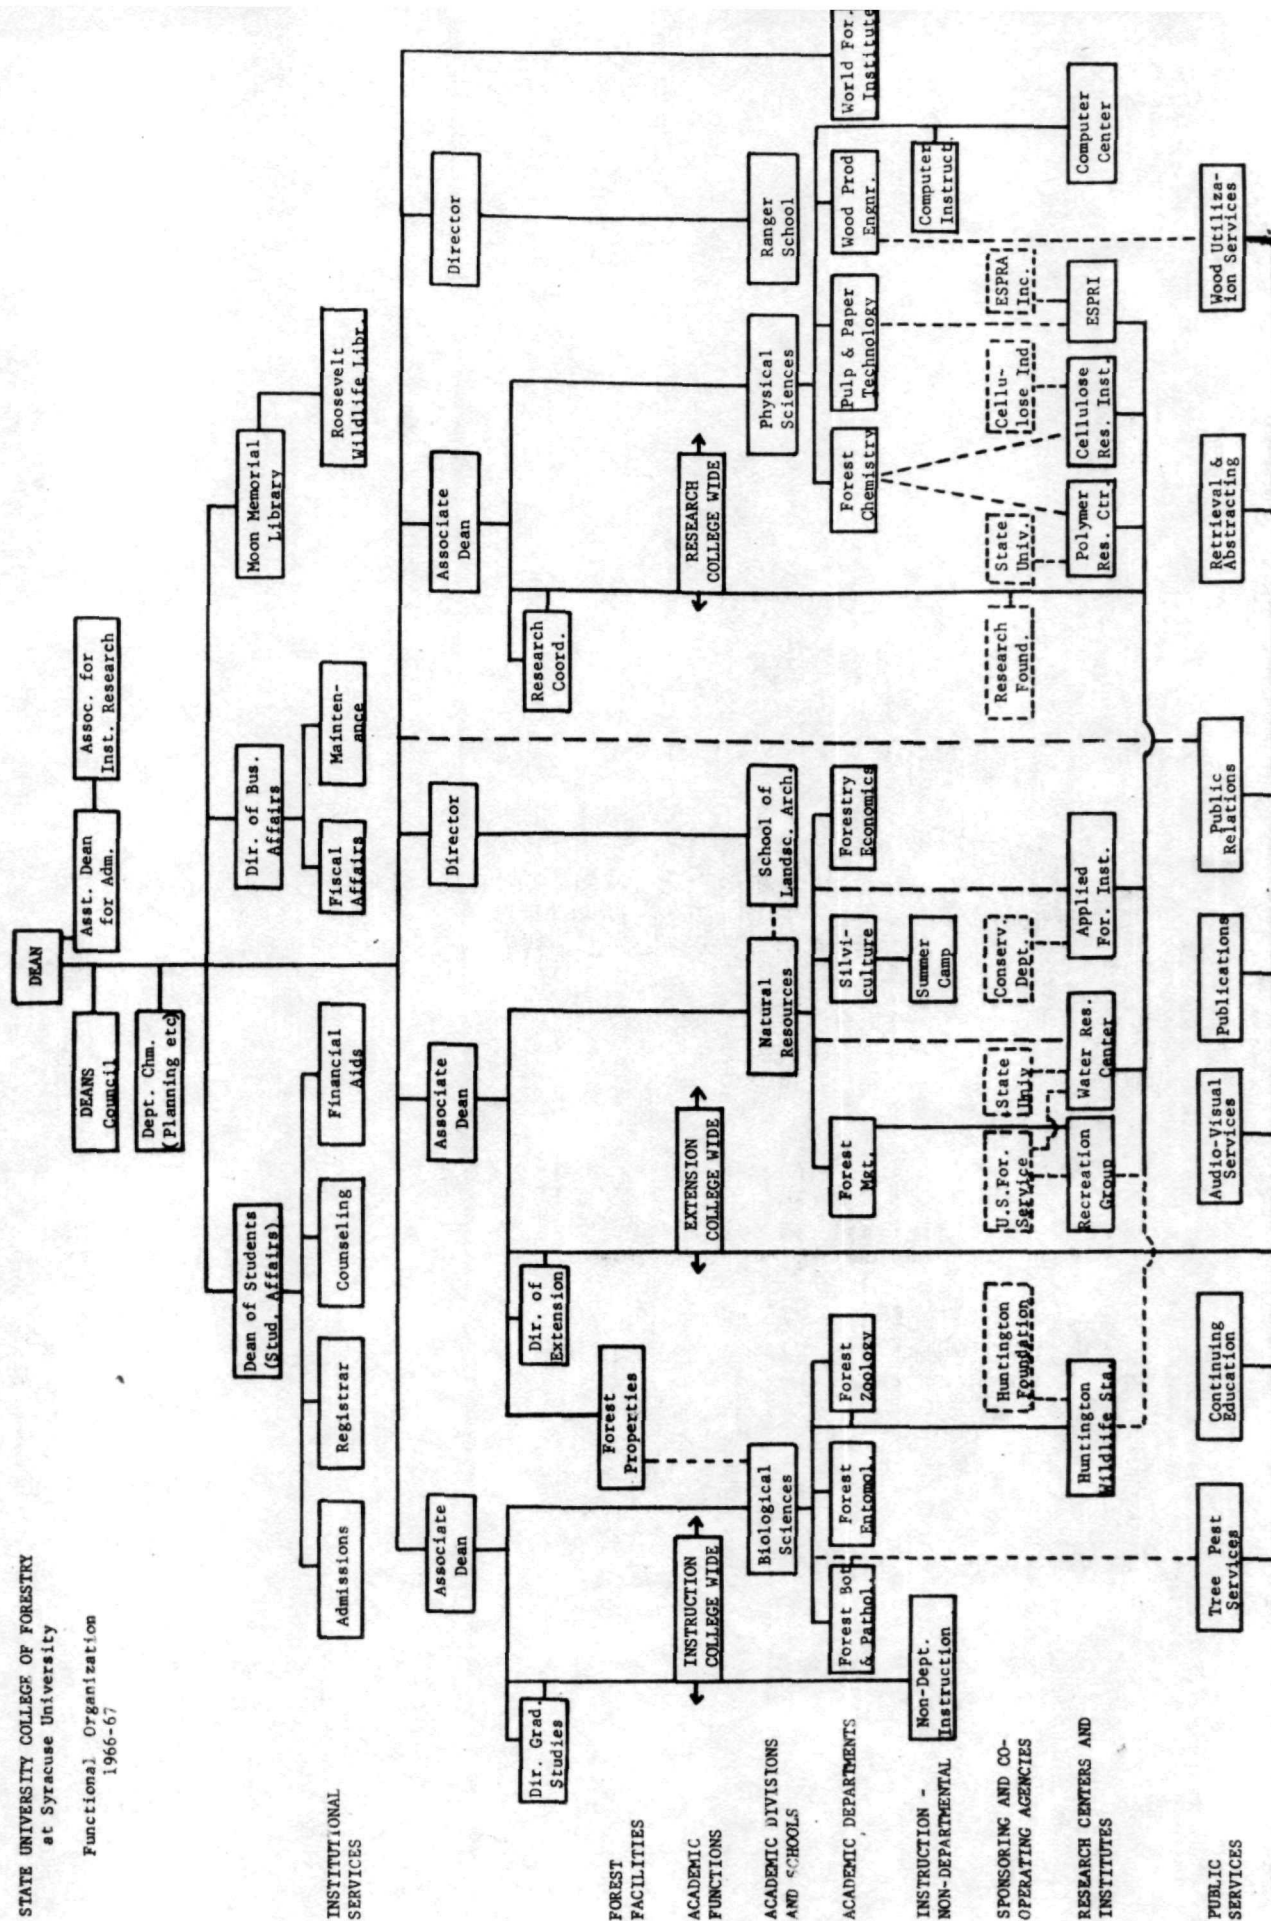 STATE UNIVERSITY COLLEGE OF FORESTRY
at Syracuse University
Functional Organization
1966-67
DEAN
DEANS
Council
Asst. Dean
for Adm.
Assoc. for
Inst. Research
Dept. Chm.
(Planning etc)
Dean of Students
(Stud. Affairs)
Dir. of Bus.
Affairs
Moon Memorial
Library
INSTITUTIONAL
SERVICES
Admissions
Registrar
Counseling
Financial
Aids
Fiscal
Affairs
Mainten-
ance
Roosevelt
Wildlife Libr.
Associate
Dean
Associate
Dean
Director
Associate
Dean
Director
Dir. Grad.
Studies
Dir. of
Extension
Research
Coord.
FOREST
FACILITIES
Forest
Properties
ACADEMIC
FUNCTIONS
INSTRUCTION
COLLEGE WIDE
EXTENSION
COLLEGE WIDE
RESEARCH
COLLEGE WIDE
ACADEMIC DIVISIONS
AND SCHOOLS
Biological
Sciences
Natural
Resources
School of
Landsc. Arch.
Physical
Sciences
Ranger
School
ACADEMIC DEPARTMENTS
Forest Bot
& Pathol.
Forest
Entomol.
Forest
Zoology
Forest
Mgt.
Silvi-
culture
Forestry
Economics
Forest
Chemistry
Pulp & Paper
Technology
Wood Prod
Engnr.
World For.
Institute
INSTRUCTION -
NON-DEPARTMENTAL
Non-Dept.
Instruction
Summer
Camp
Computer
Instruct.
SPONSORING AND CO-
OPERATING AGENCIES
Huntington
Foundation
U.S.For.
Service
State
Univ
Conserv.
Dept.
Research
Found.
State
Univ.
Cellu-
lose Ind
ESPRA
Inc.
RESEARCH CENTERS AND
INSTITUTES
Huntington
Wildlife Sta.
Recreation
Group
Water Res.
Center
Applied
For. Inst.
Polymer
Res. Ctr.
Cellulose
Res. Inst.
ESPRI
Computer
Center
PUBLIC
SERVICES
Tree Pest
Services
Continuing
Education
Audio-Visual
Services
Publications
Public
Relations
Retrieval &
Abstracting
Wood Utiliza-
ion Services